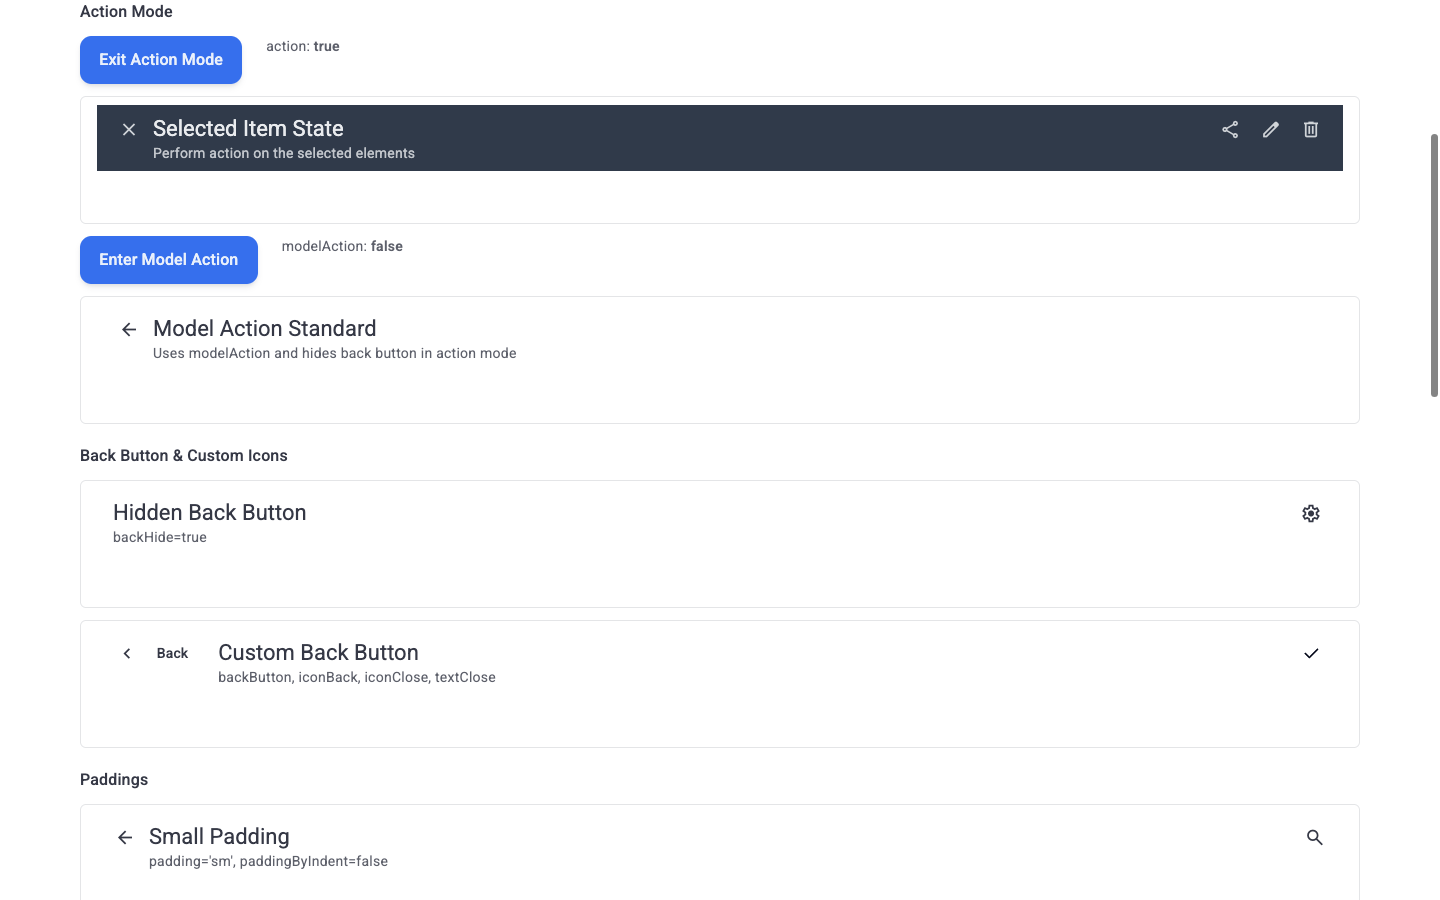 Action Mode
Exit Action Mode
action: true
Selected Item State
Perform action on the selected elements
Enter Model Action
modelAction: false
Model Action Standard
Uses modelAction and hides back button in action mode
Back Button & Custom Icons
Hidden Back Button
backHide=true
Back
Custom Back Button
backButton, iconBack, iconClose, textClose
Paddings
Small Padding
padding='sm', paddingByIndent=false